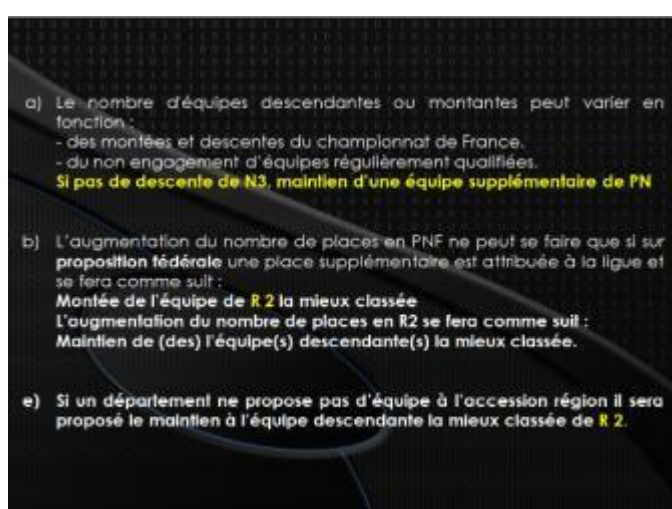 a) Le nombre d'équipes descendantes ou montantes peut varier en
fonction :
- des montées et descentes du championnat de France.
- du non engagement d'équipes régulièrement qualifiées.
Si pas de descente de N3, maintien d'une équipe supplémentaire de PN
b) L'augmentation du nombre de places en PNF ne peut se faire que si sur
proposition fédérale une place supplémentaire est attribuée à la ligue et
se fera comme suit :
Montée de l'équipe de R 2 la mieux classée
L'augmentation du nombre de places en R2 se fera comme suit :
Maintien de (des) l'équipe(s) descendante(s) la mieux classée.
e) Si un département ne propose pas d'équipe à l'accession région il sera
proposé le maintien à l'équipe descendante la mieux classée de R 2.